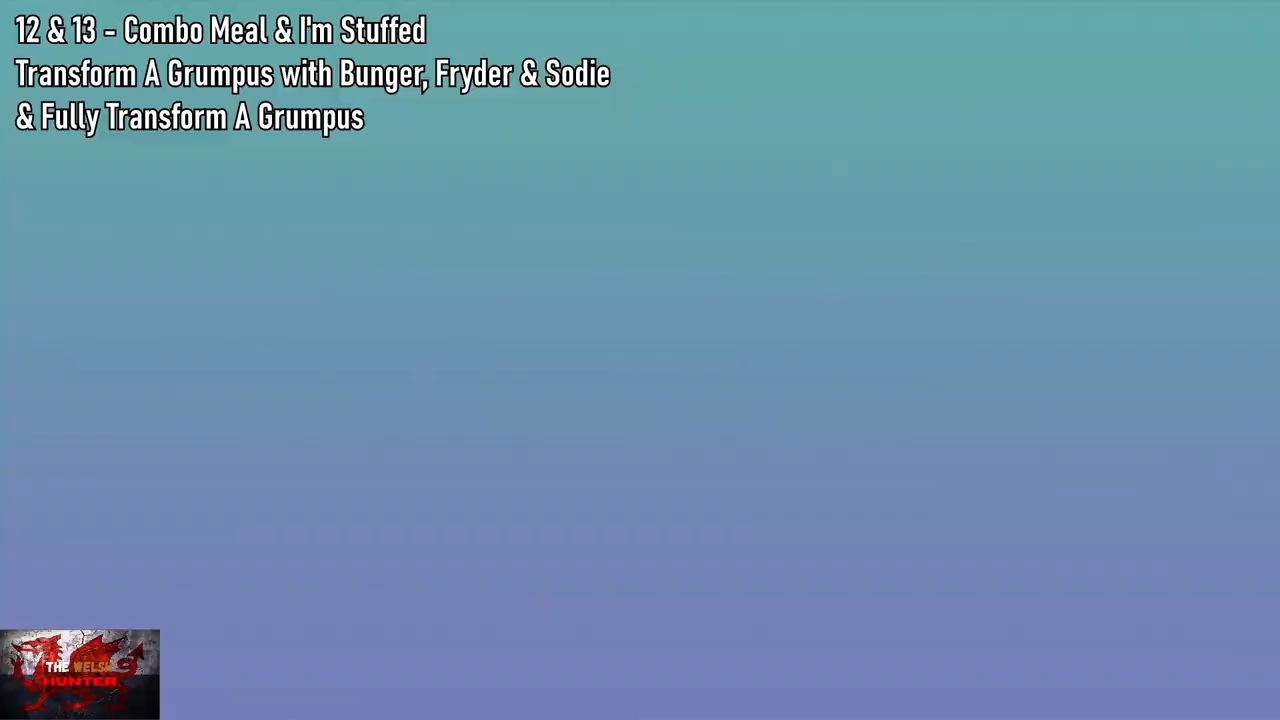 12 & 13 - Combo Meal & I'm Stuffed
Transform A Grumpus with Bunger, Fryder & Sodie
& Fully Transform A Grumpus
THE WELSH
HUNTER